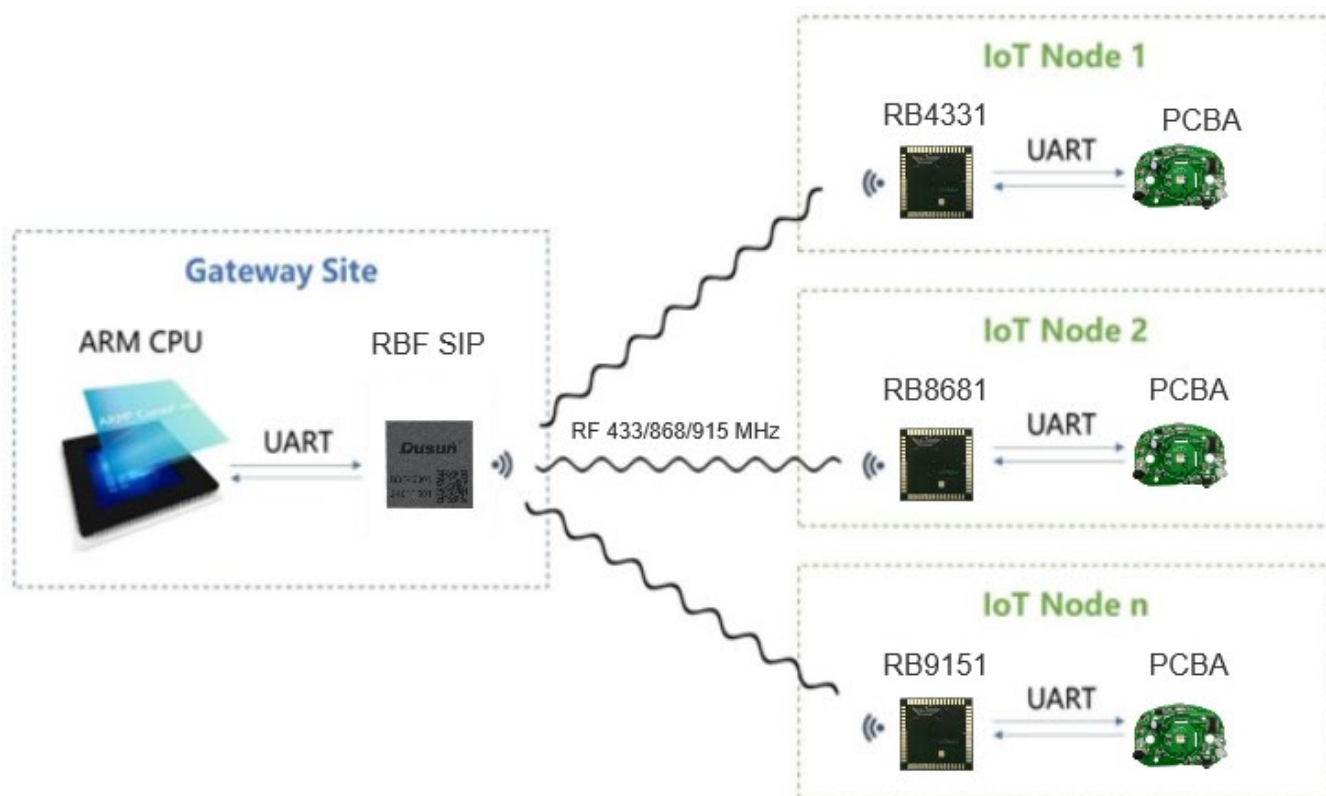 IoT Node 1
RB4331
UART
PCBA
Gateway Site
ARM CPU
UART
RBF SIP
Dusun
RF 433/868/915 MHz
IoT Node 2
RB8681
UART
PCBA
IoT Node n
RB9151
UART
PCBA